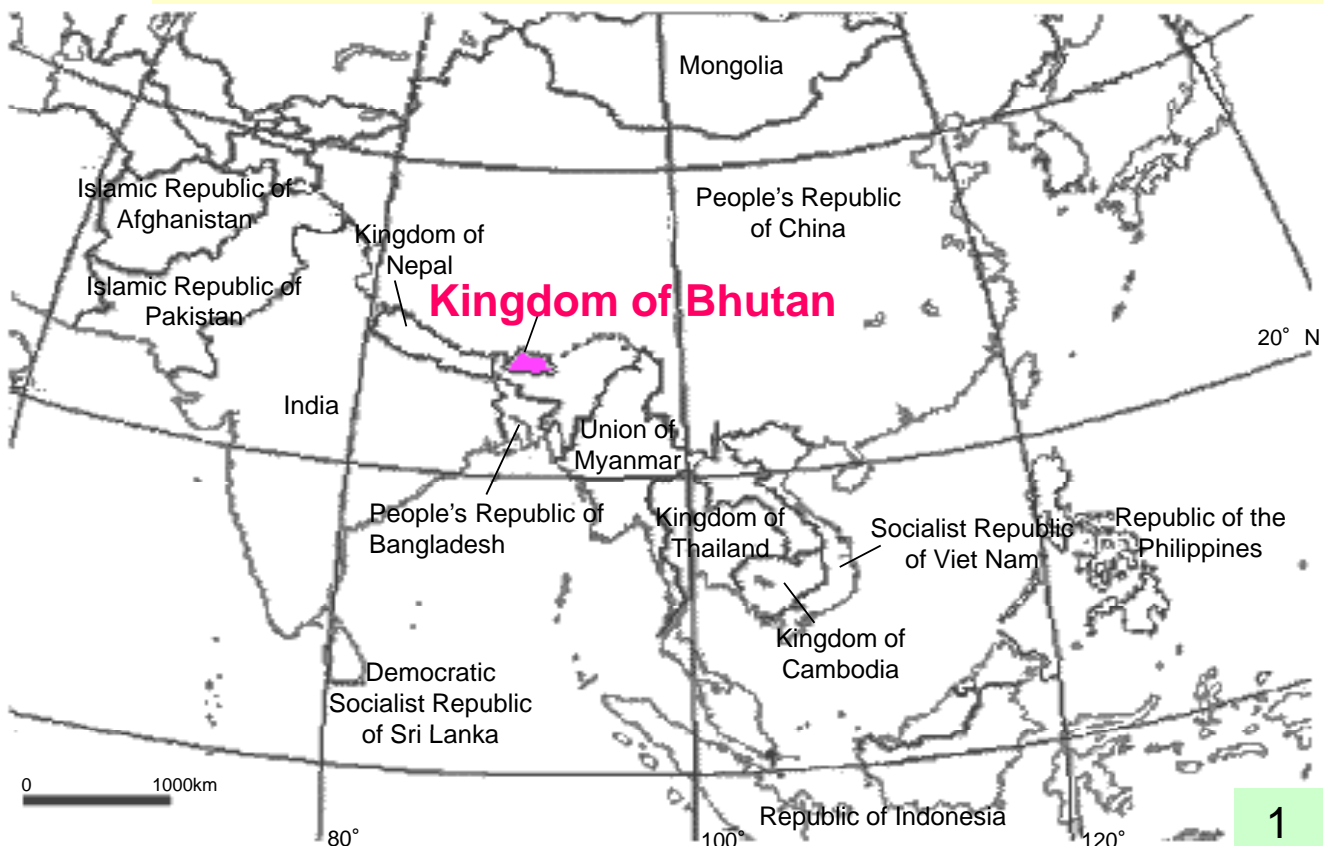 Mongolia
Islamic Republic of
Afghanistan
People’s Republic
of China
Kingdom of
Nepal
Islamic Republic of
Pakistan
Kingdom of Bhutan
20° N
India
Union of
Myanmar
People’s Republic of
Bangladesh
Kingdom of
Thailand
Socialist Republic
of Viet Nam
Republic of the
Philippines
Kingdom of
Cambodia
Democratic
Socialist Republic
of Sri Lanka
0 1000km
Republic of Indonesia
80°
100°
120°
1